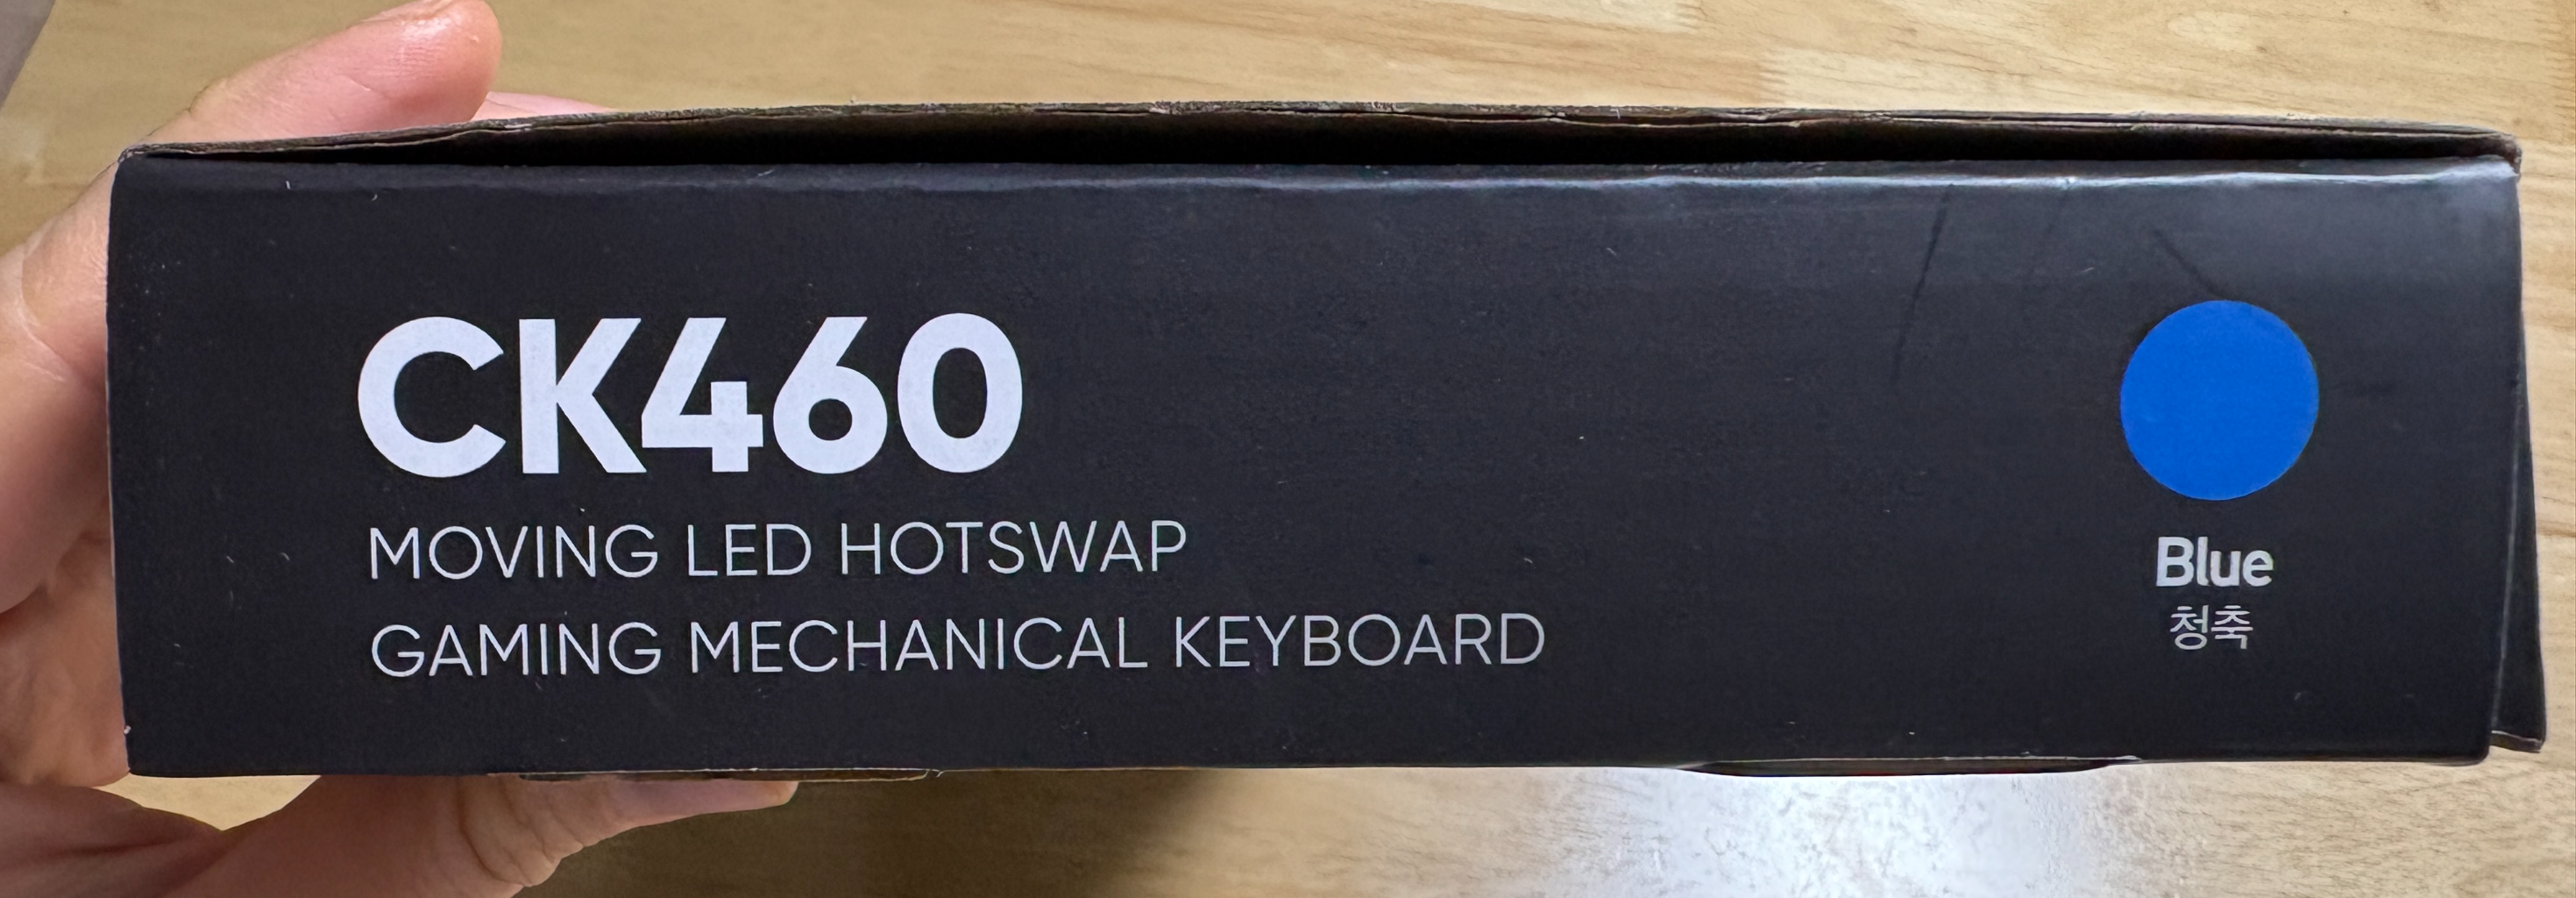 CK460
MOVING LED HOTSWAP
GAMING MECHANICAL KEYBOARD
Blue
청축